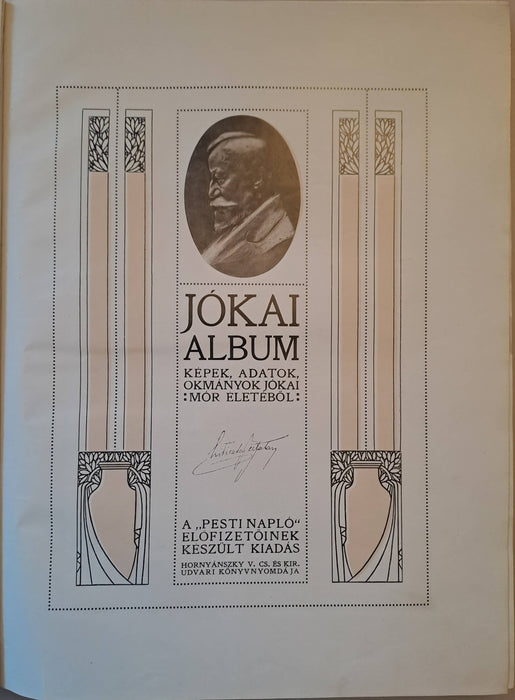 JÓKAI
ALBUM
KÉPEK, ADATOK,
OKMÁNYOK JÓKAI
:MÓR ÉLETÉBŐL:
A „PESTI NAPLÓ“
ELŐFIZETŐINEK
KÉSZÜLT KIADÁS
HORNYÁNSZKY V. CS. ÉS KIR.
UDVARI KÖNYVNYOMDÁJA